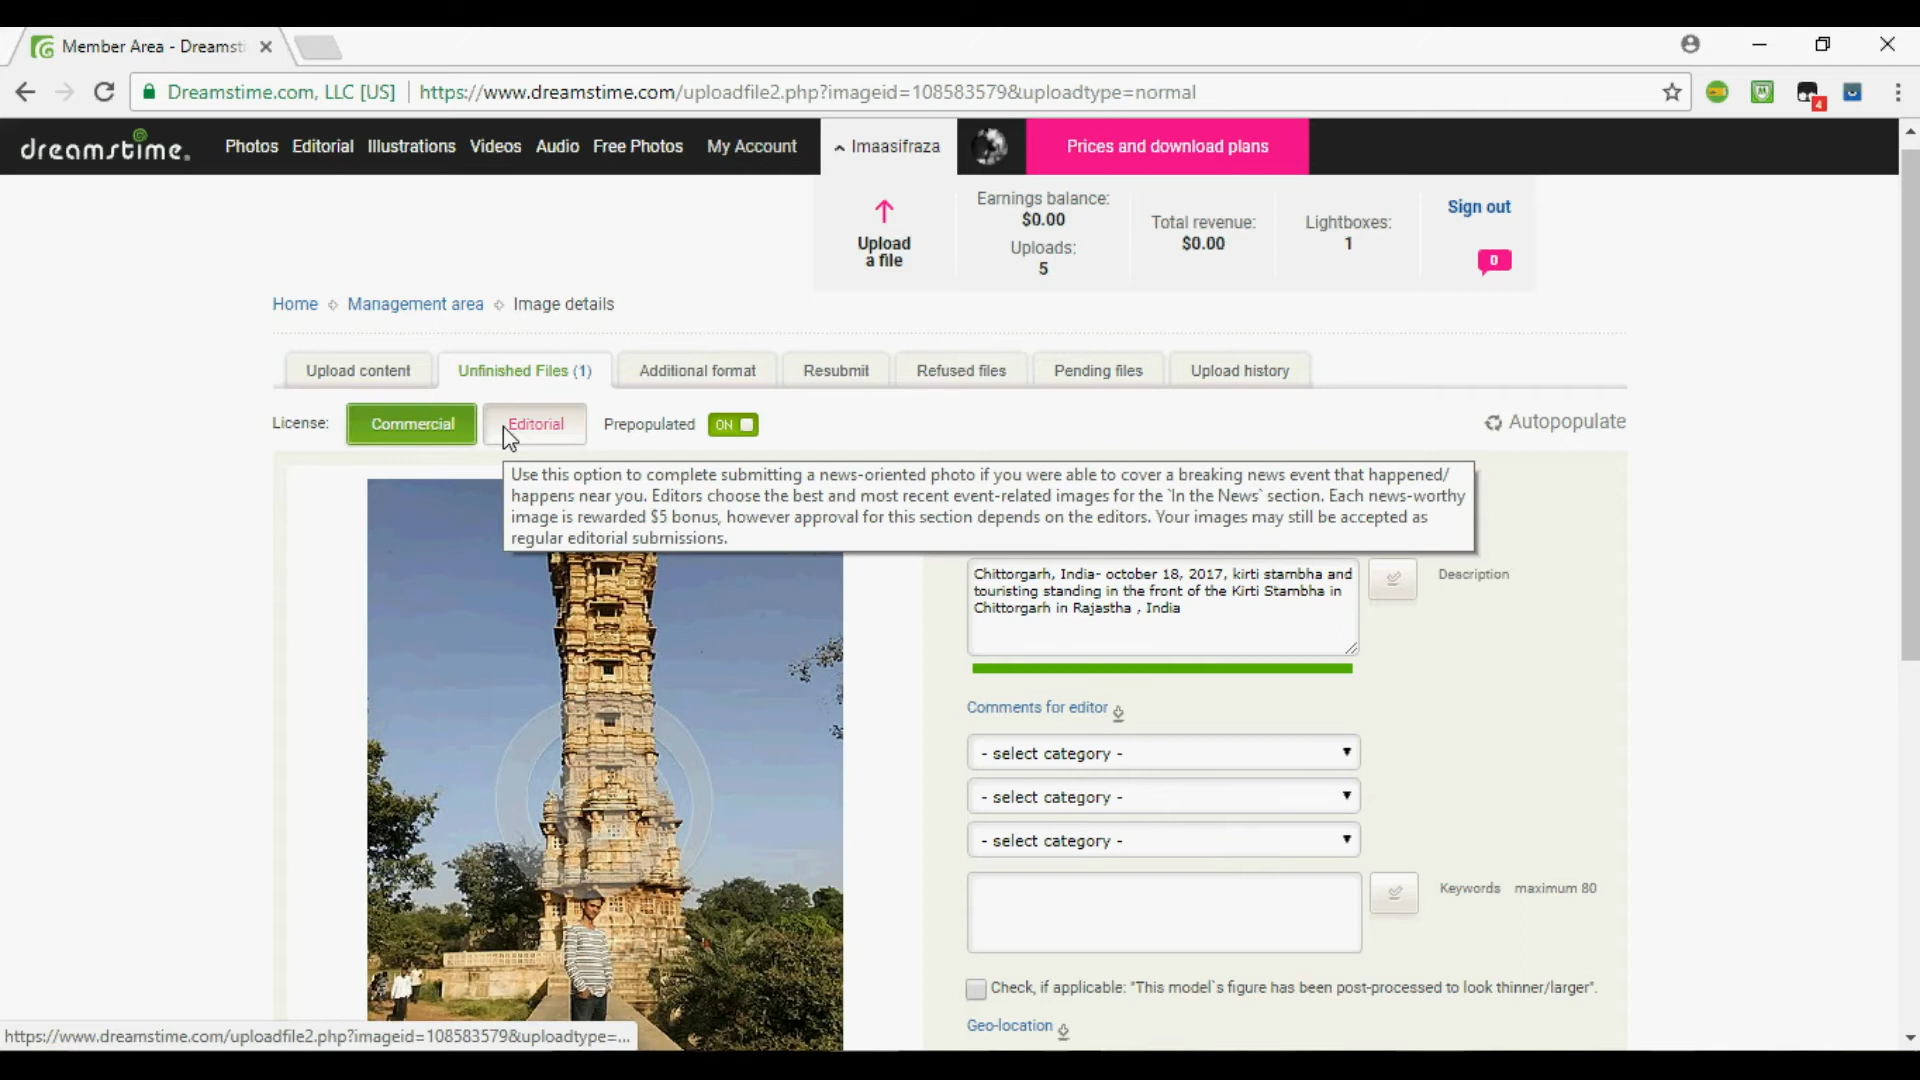 Member Area - Dreamsti
Dreamstime.com, LLC [US] https://www.dreamstime.com/uploadfile2.php?imageid=108583579&uploadtype=normal
4
dreamstime. Photos Editorial Illustrations Videos Audio Free Photos My Account Imaasifraza Prices and download plans
Upload
a file
Earnings balance:
$0.00
Uploads:
5
Total revenue:
$0.00
Lightboxes:
1
Sign out
0
Home Management area Image details
Upload content Unfinished Files (1) Additional format Resubmit Refused files Pending files Upload history
License: Commercial Editorial Prepopulated ON Autopopulate
Use this option to complete submitting a news-oriented photo if you were able to cover a breaking news event that happened/
happens near you. Editors choose the best and most recent event-related images for the `In the News` section. Each news-worthy
image is rewarded $5 bonus, however approval for this section depends on the editors. Your images may still be accepted as
regular editorial submissions.
Chittorgarh, India- october 18, 2017, kirti stambha and
touristing standing in the front of the Kirti Stambha in
Chittorgarh in Rajastha , India
Description
Comments for editor
- select category -
- select category -
- select category -
Keywords maximum 80
Check, if applicable: "This model`s figure has been post-processed to look thinner/larger".
Geo-location
https://www.dreamstime.com/uploadfile2.php?imageid=108583579&uploadtype=...